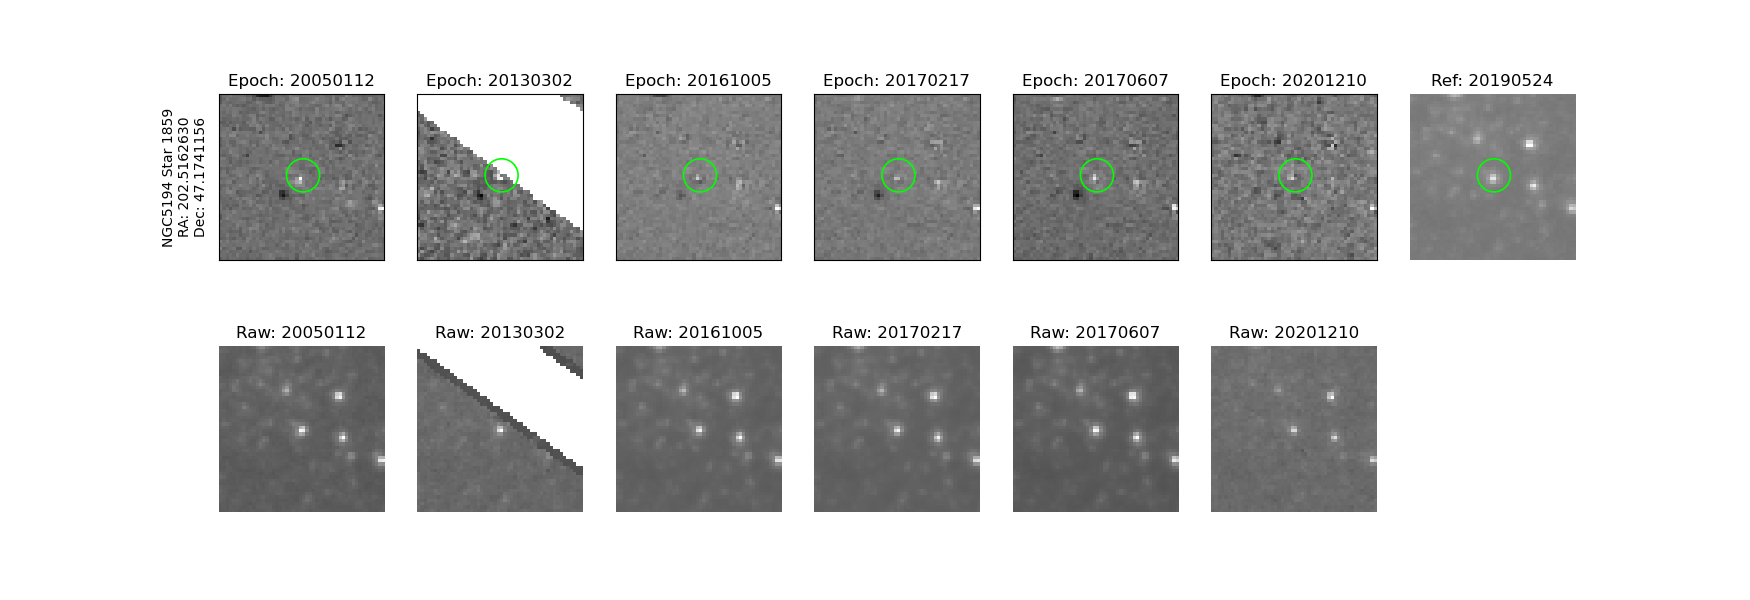 Epoch: 20050112
Epoch: 20130302
Epoch: 20161005
Epoch: 20170217
Epoch: 20170607
Epoch: 20201210
Ref: 20190524
NGC5194 Star 1859
RA: 202.5162630
Dec: 47.1741156
Raw: 20050112
Raw: 20130302
Raw: 20161005
Raw: 20170217
Raw: 20170607
Raw: 20201210